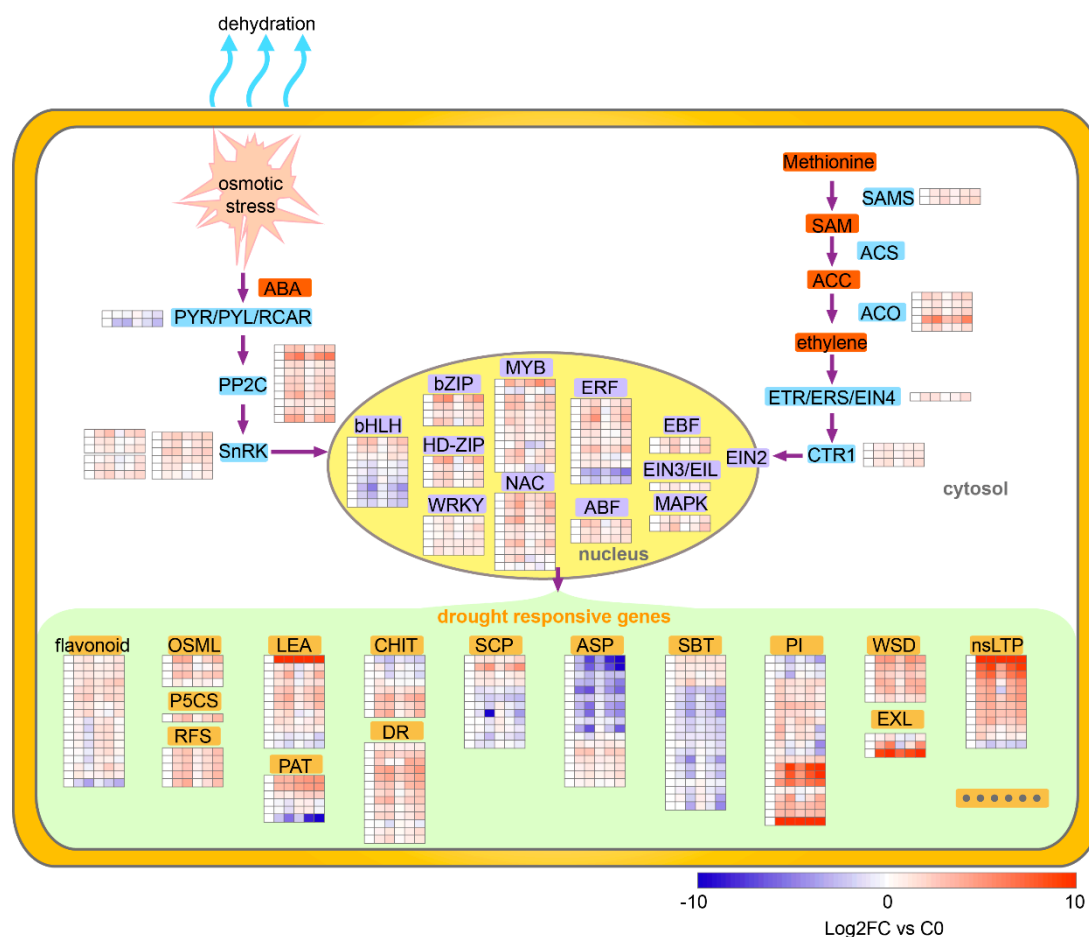 dehydration
osmotic
stress
ABA
PYR/PYL/RCAR
PP2C
SnRK
Methionine
SAMS
SAM
ACS
ACC
ACO
ethylene
ETR/ERS/EIN4
CTR1
EIN2
cytosol
MYB
bZIP
ERF
bHLH
EBF
HD-ZIP
EIN3/EIL
NAC
WRKY
ABF
MAPK
nucleus
drought responsive genes
flavonoid
OSML
LEA
CHIT
SCP
ASP
SBT
PI
WSD
nsLTP
P5CS
EXL
RFS
DR
PAT
-10
0
10
Log2FC vs C0